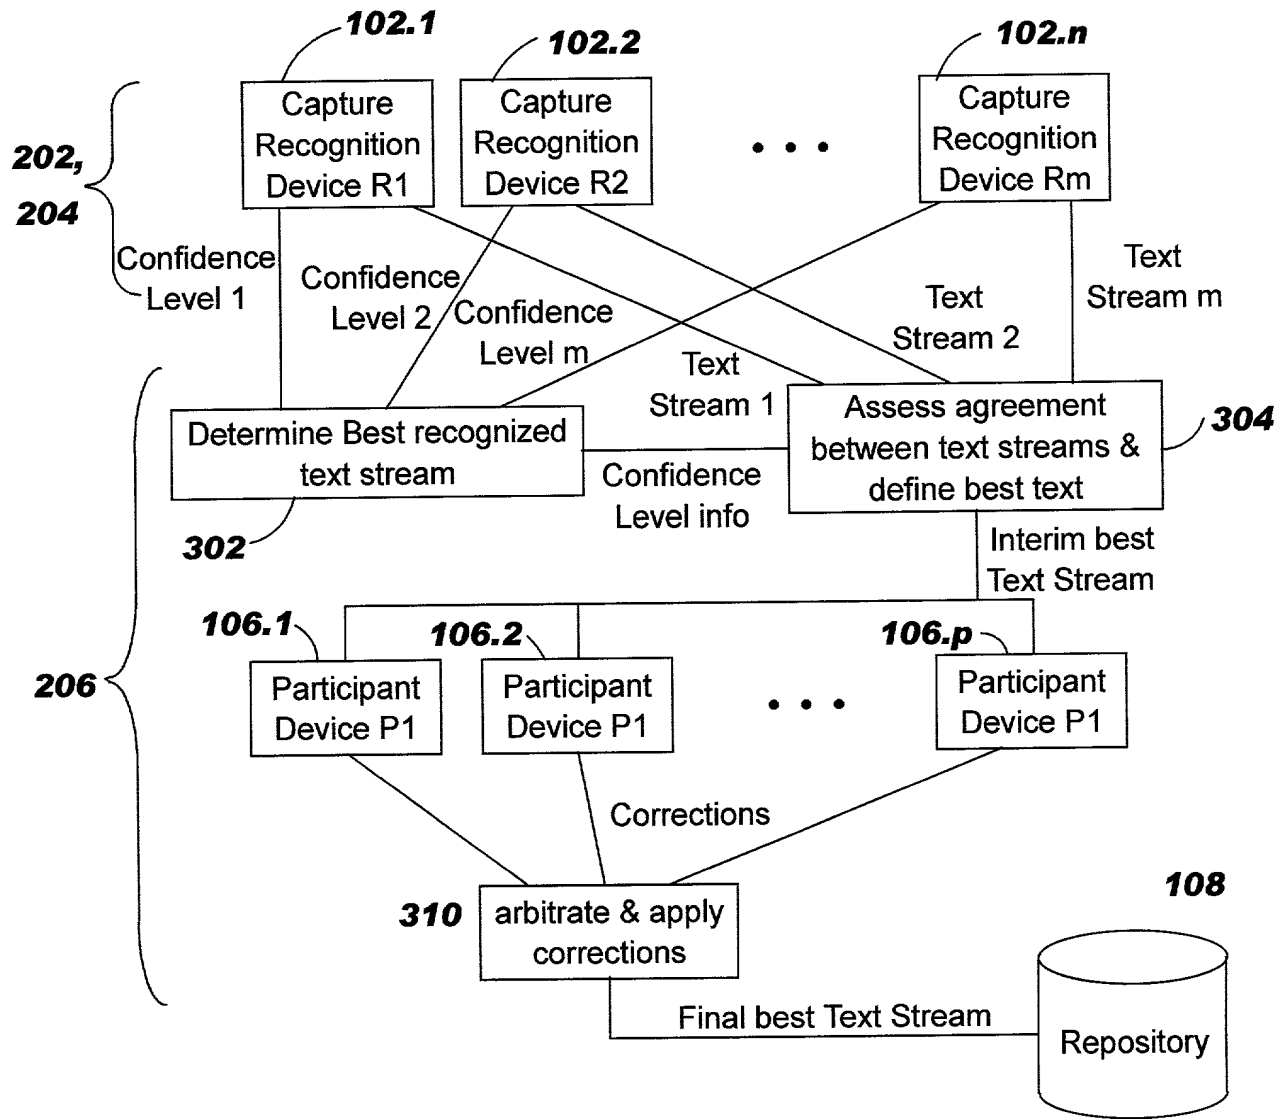 102.1
102.2
102.n
Capture
Recognition
Device R1
Capture
Recognition
Device R2
Capture
Recognition
Device Rm
202,
204
Confidence
Level 1
Confidence
Level 2
Confidence
Level m
Text
Stream 1
Text
Stream 2
Text
Stream m
Determine Best recognized
text stream
302
Confidence
Level info
Assess agreement
between text streams &
define best text
304
Interim best
Text Stream
206
106.1
106.2
106.p
Participant
Device P1
Participant
Device P1
Participant
Device P1
Corrections
310
arbitrate & apply
corrections
108
Final best Text Stream
Repository